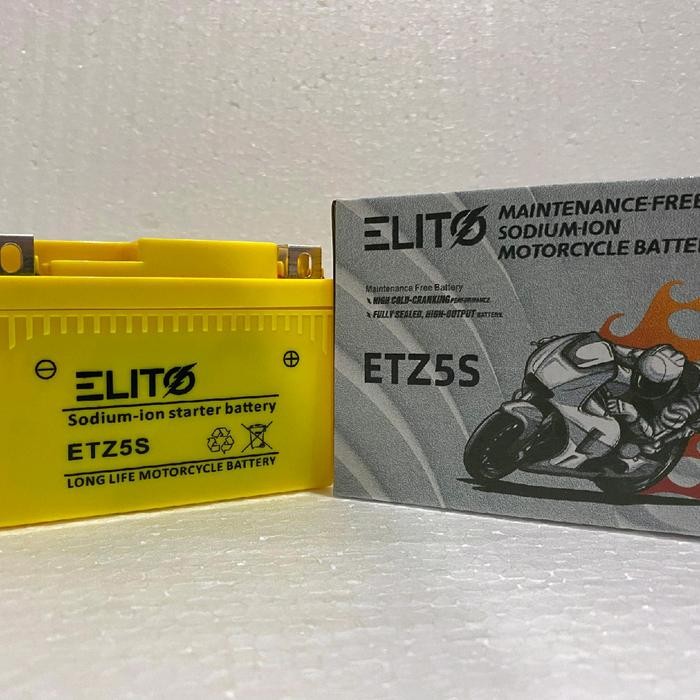 ELITO
Sodium-ion starter battery
ETZ5S
LONG LIFE MOTORCYCLE BATTERY
ELITO
MAINTENANCE-FREE
SODIUM-ION
MOTORCYCLE BATTE
Maintenance Free Battery
HIGH COLD-CRANKING PERFORMANCE
FULLY SEALED, HIGH-OUTPUT BATTERY
ETZ5S